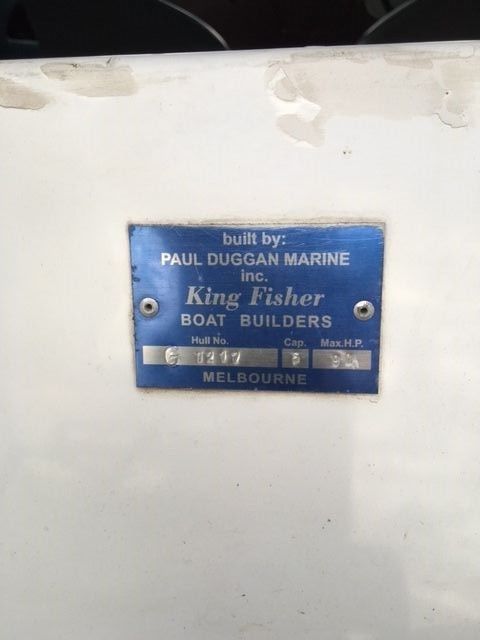 built by:
PAUL DUGGAN MARINE
inc.
King Fisher
BOAT BUILDERS
Hull No. Cap. Max.H.P.
MELBOURNE